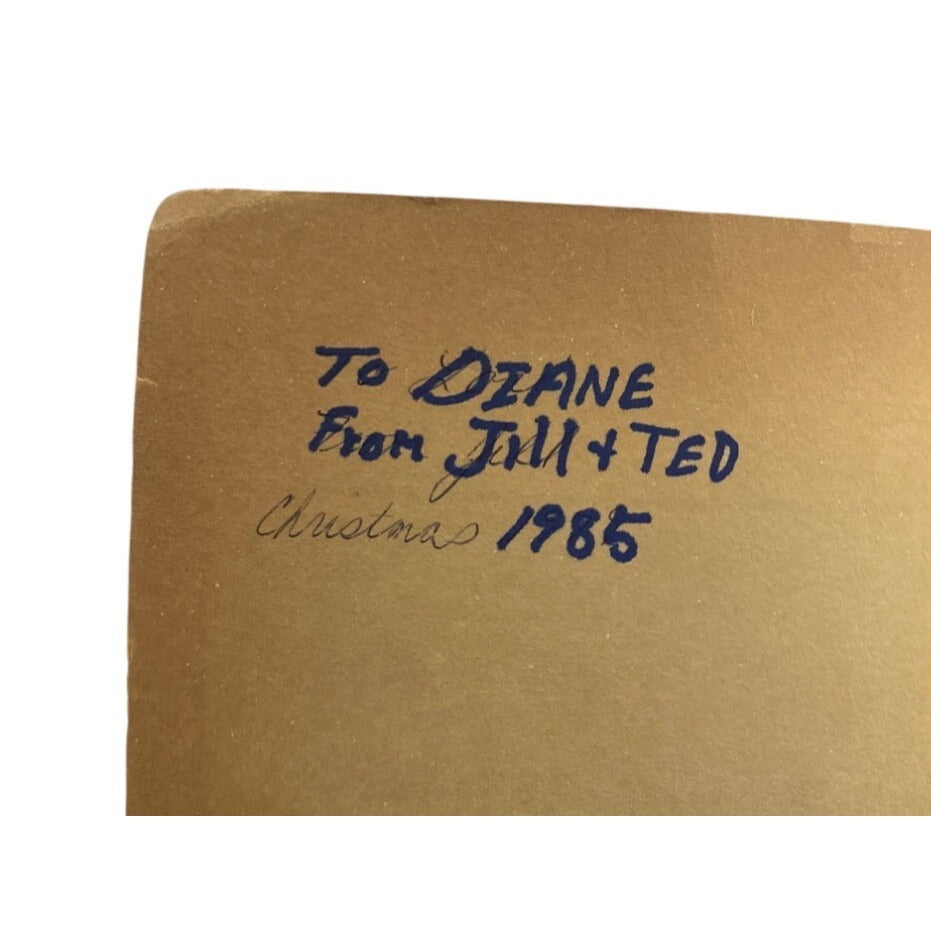 To DIANE
From Jill + TED
Christmas 1985